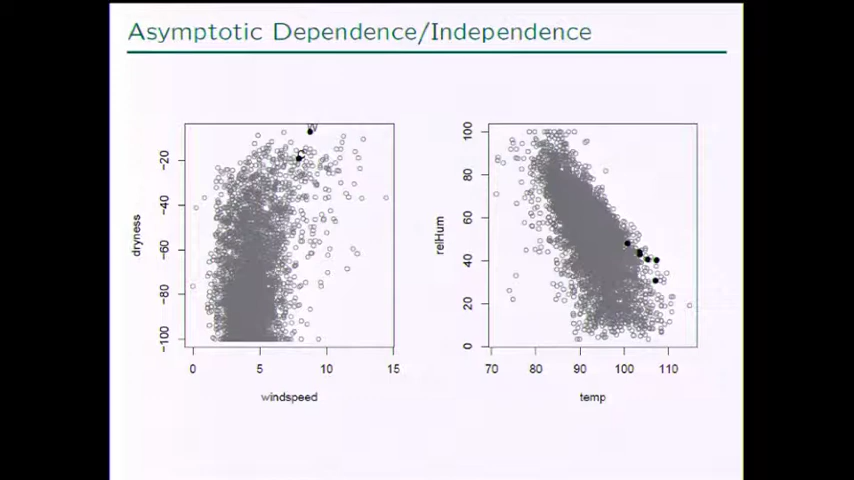 Asymptotic Dependence/Independence
dryness
-20
-40
-60
-80
-100
0 5 10 15
windspeed
relHum
100
80
60
40
20
0
70 80 90 100 110
temp